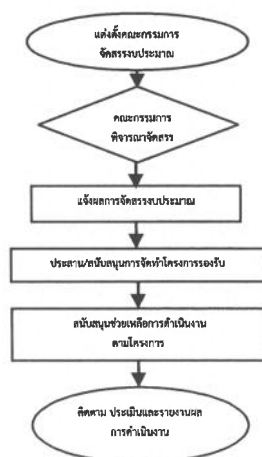 แต่งตั้งคณะกรรมการ
จัดสรรงบประมาณ
คณะกรรมการ
พิจารณาจัดสรร
แจ้งผลการจัดสรรงบประมาณ
ประสาน/สนับสนุนการจัดทำโครงการรองรับ
สนับสนุนช่วยเหลือการดำเนินงาน
ตามโครงการ
ติดตาม ประเมินและรายงานผล
การดำเนินงาน